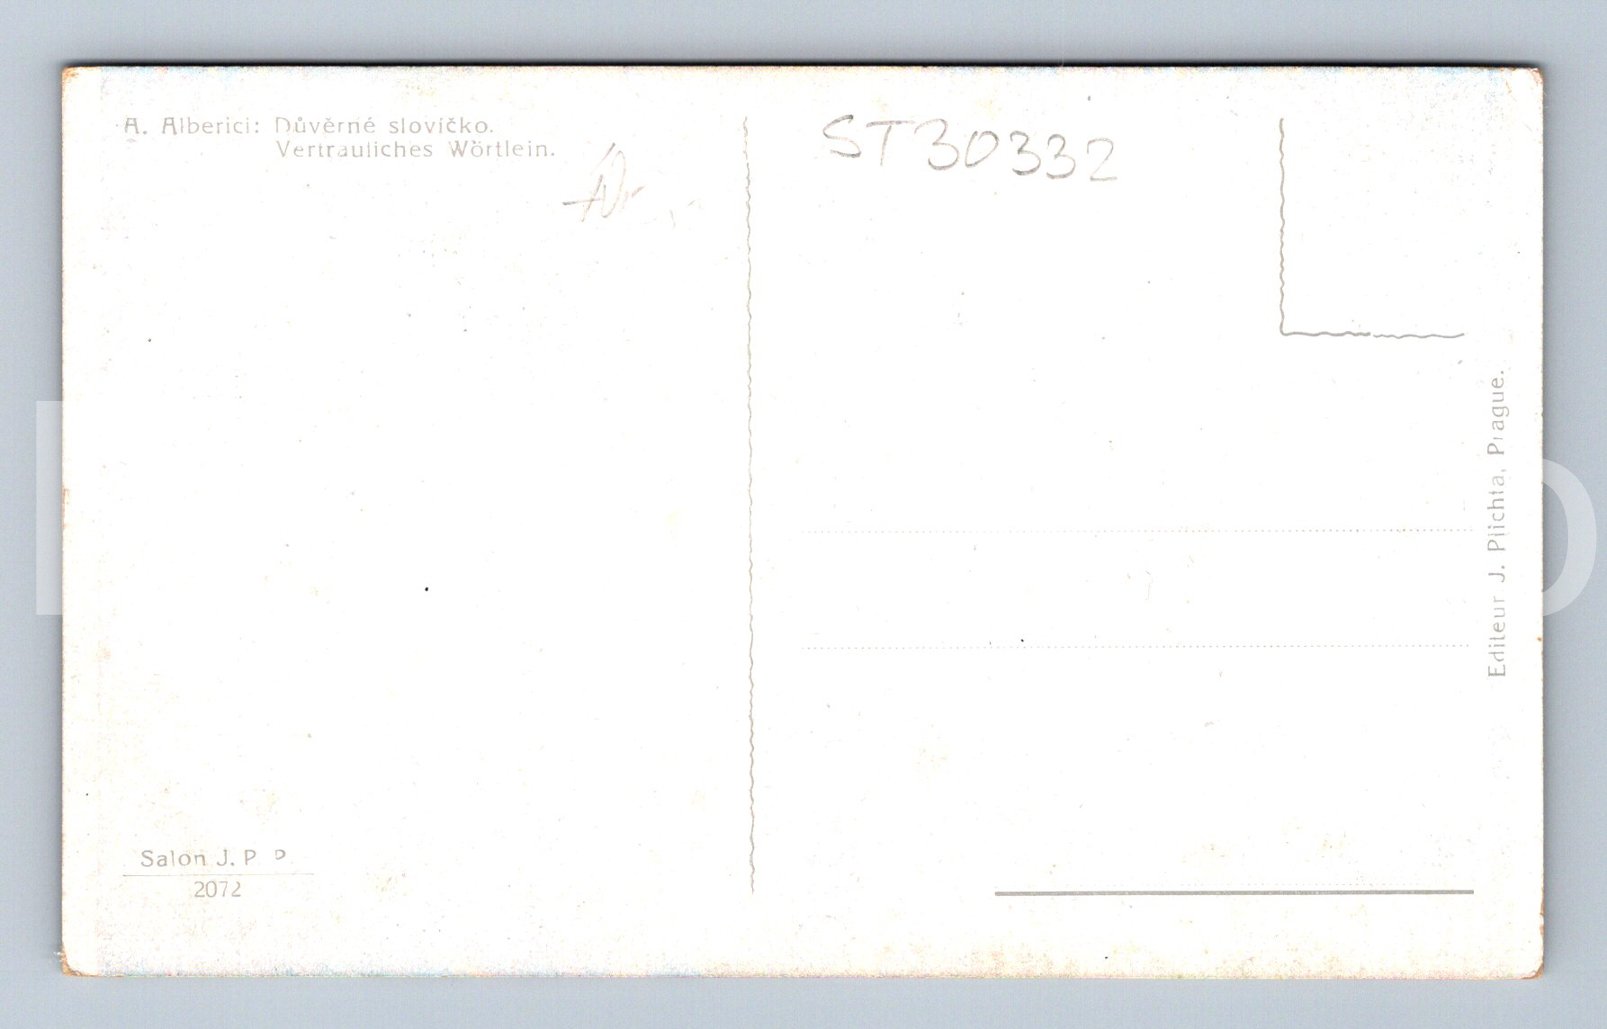 A. Alberici: Důvěrné slovíčko.
Vertrauliches Wörtlein.
ST30332
Editeur J. Plichta, Prague.
Salon J. P. P.
2072